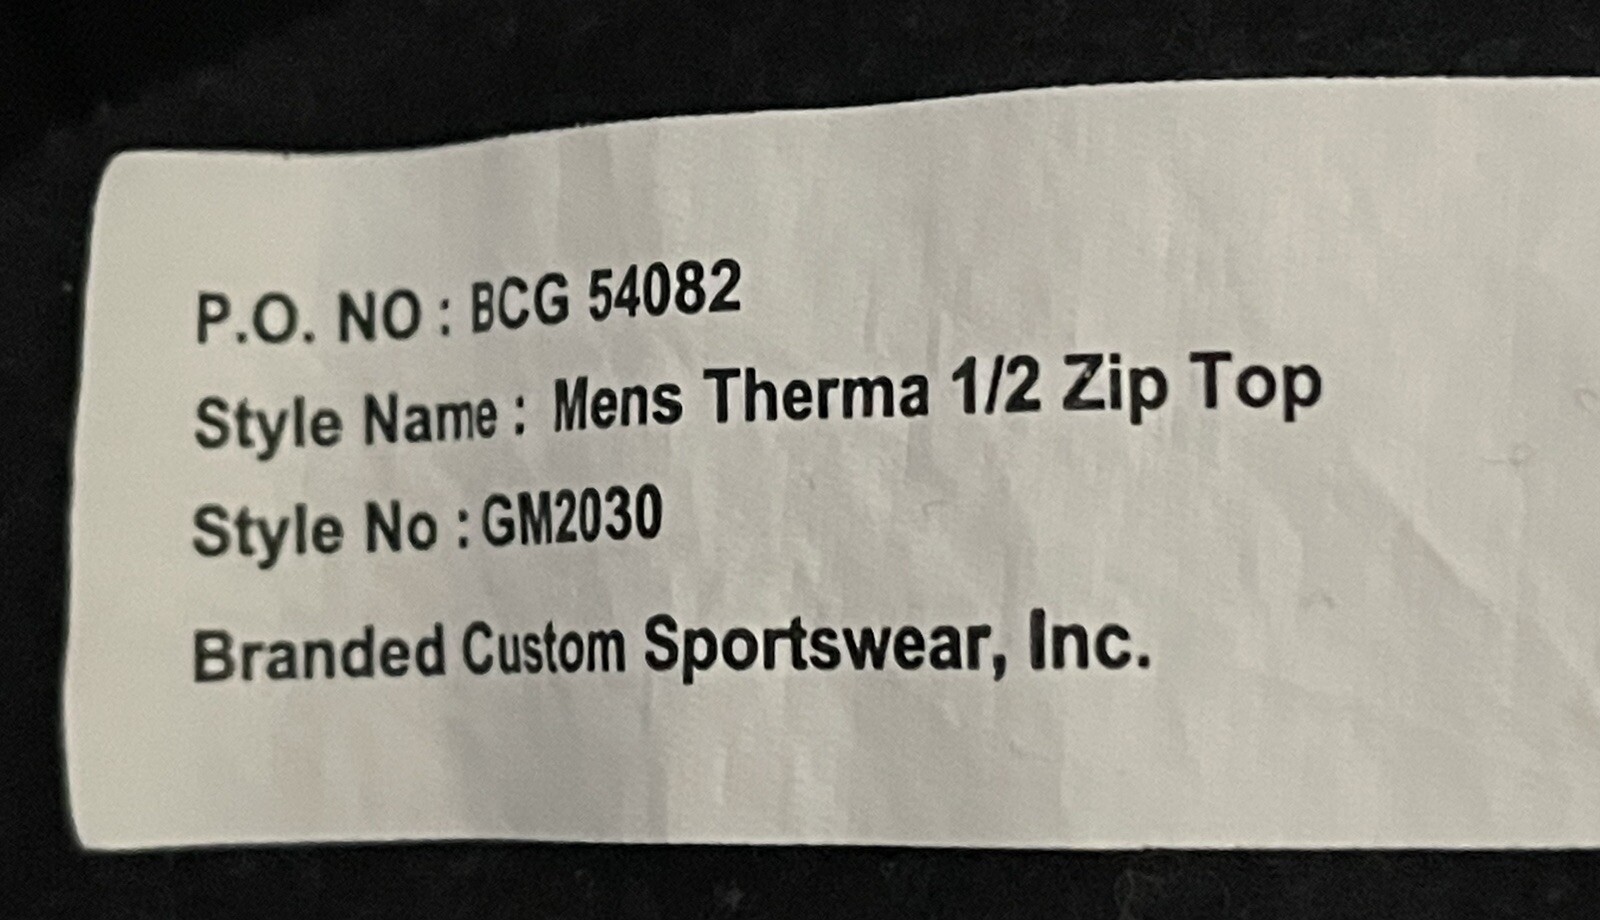 P.O. NO : BCG 54082
Style Name : Mens Therma 1/2 Zip Top
Style No : GM2030
Branded Custom Sportswear, Inc.